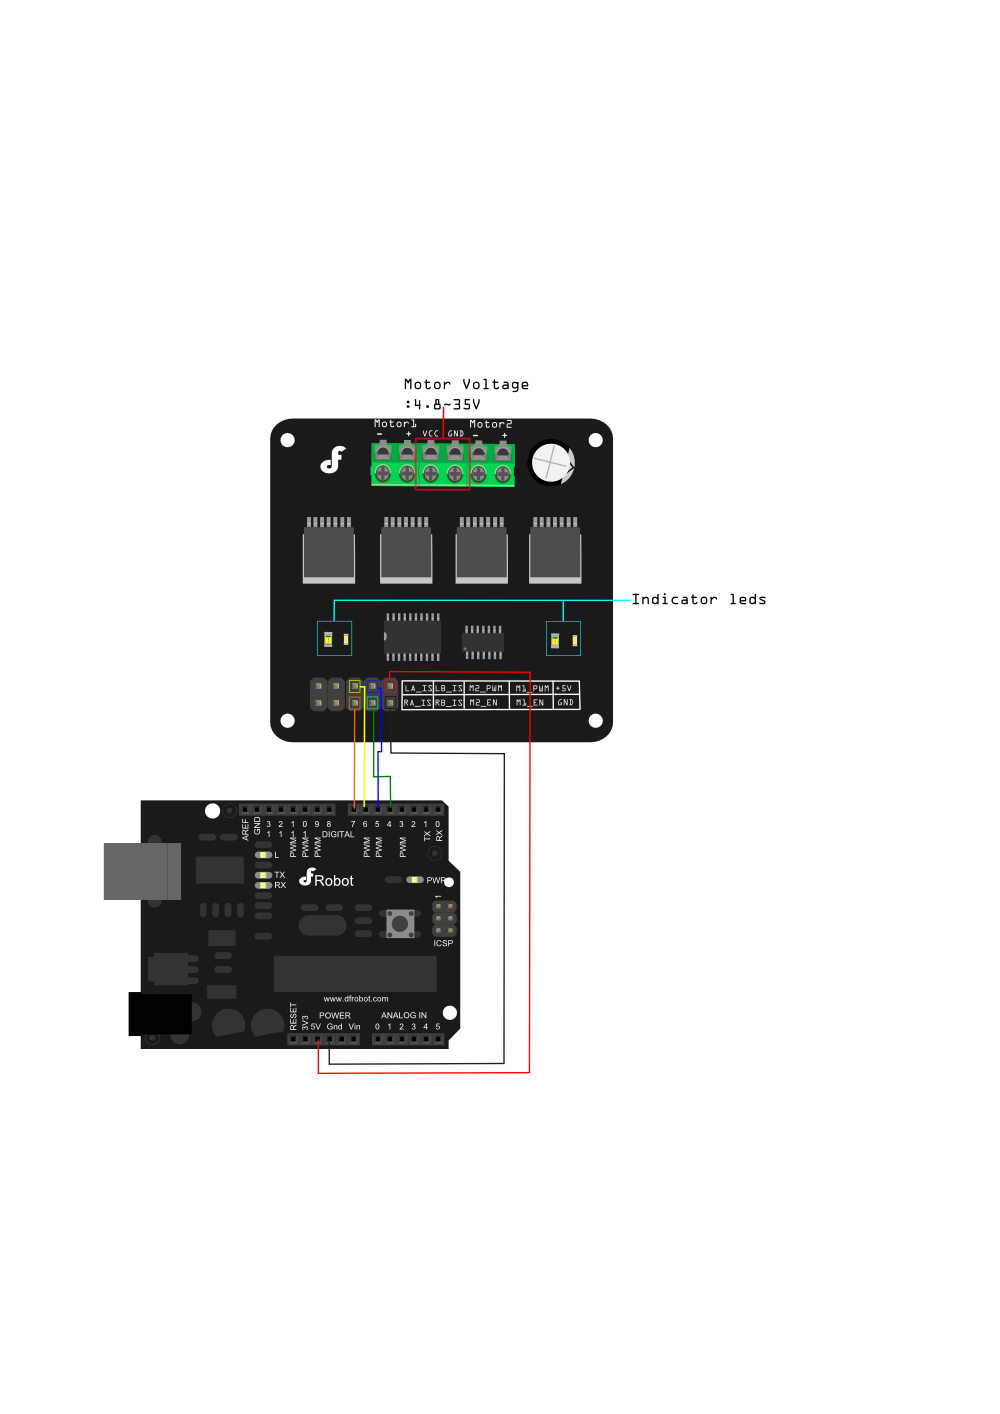 Motor Voltage
:4.8~35V
Motor1 Motor2
- + VCC GND - +
Indicator leds
LA_IS LB_IS M2_PWM M1_PWM +5V
RA_IS RB_IS M2_EN M1_EN GND
AREF GND 13 12 11 10 9 8 7 6 5 4 3 2 1 0
DIGITAL
PWM PWM PWM PWM PWM PWM TX RX
L
TX
RX
Robot
PWR
1
ICSP
www.dfrobot.com
POWER ANALOG IN
RESET 3V3 5V Gnd Vin 0 1 2 3 4 5